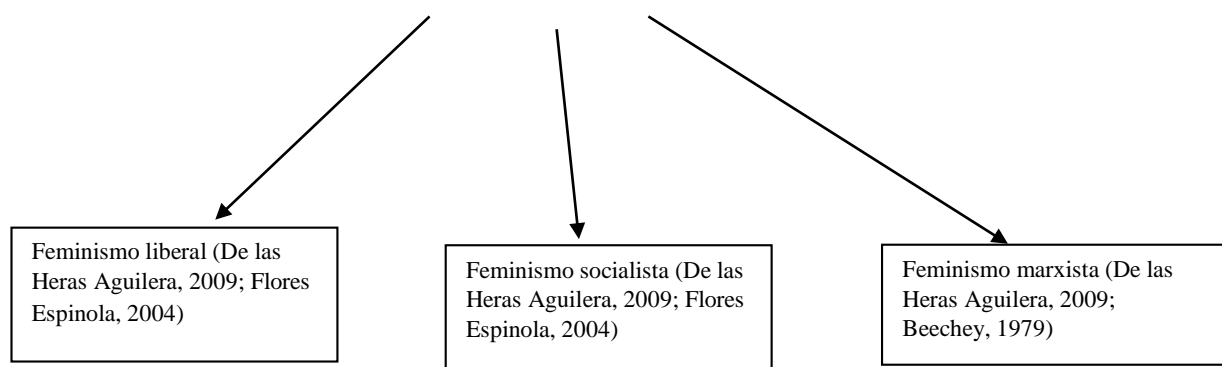 Feminismo liberal (De las
Heras Aguilera, 2009; Flores
Espinola, 2004)
Feminismo socialista (De las
Heras Aguilera, 2009; Flores
Espinola, 2004)
Feminismo marxista (De las
Heras Aguilera, 2009;
Beechey, 1979)